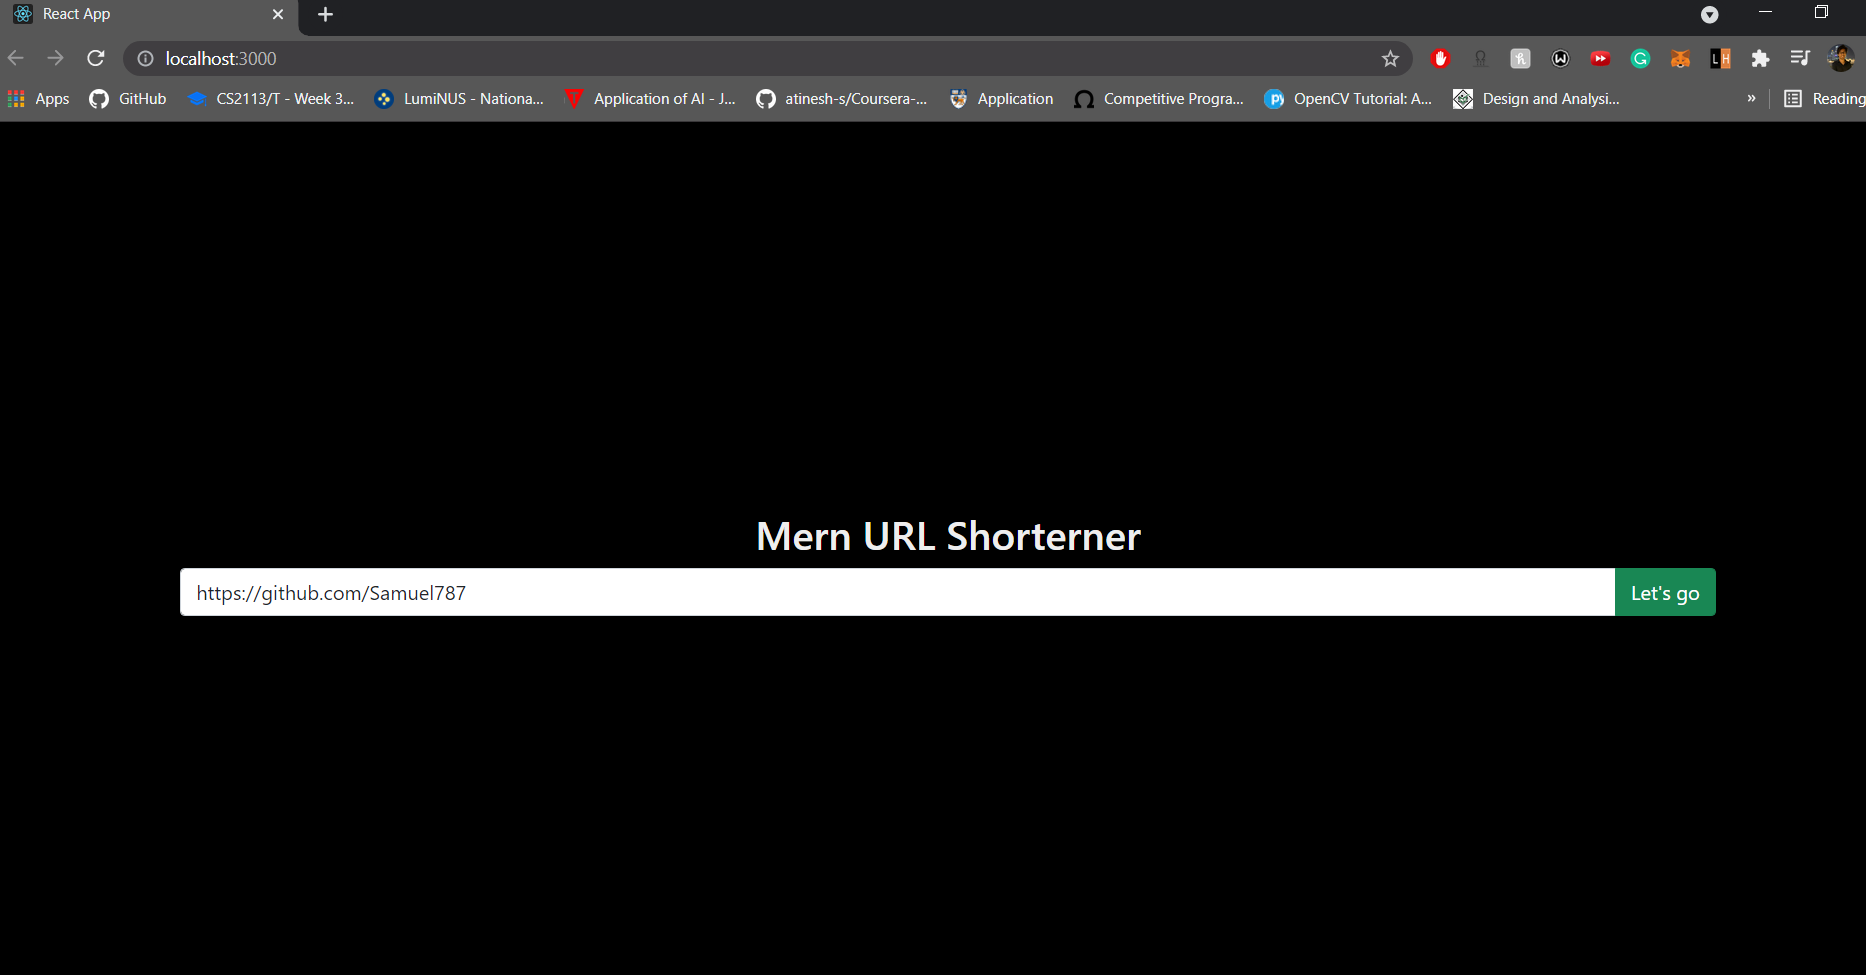 React App
localhost:3000
Apps GitHub CS2113/T - Week 3... LumiNUS - Nationa... Application of AI - J... atinesh-s/Coursera-... Application Competitive Progra... OpenCV Tutorial: A... Design and Analysi... » Reading
Mern URL Shorterner
https://github.com/Samuel787 Let's go